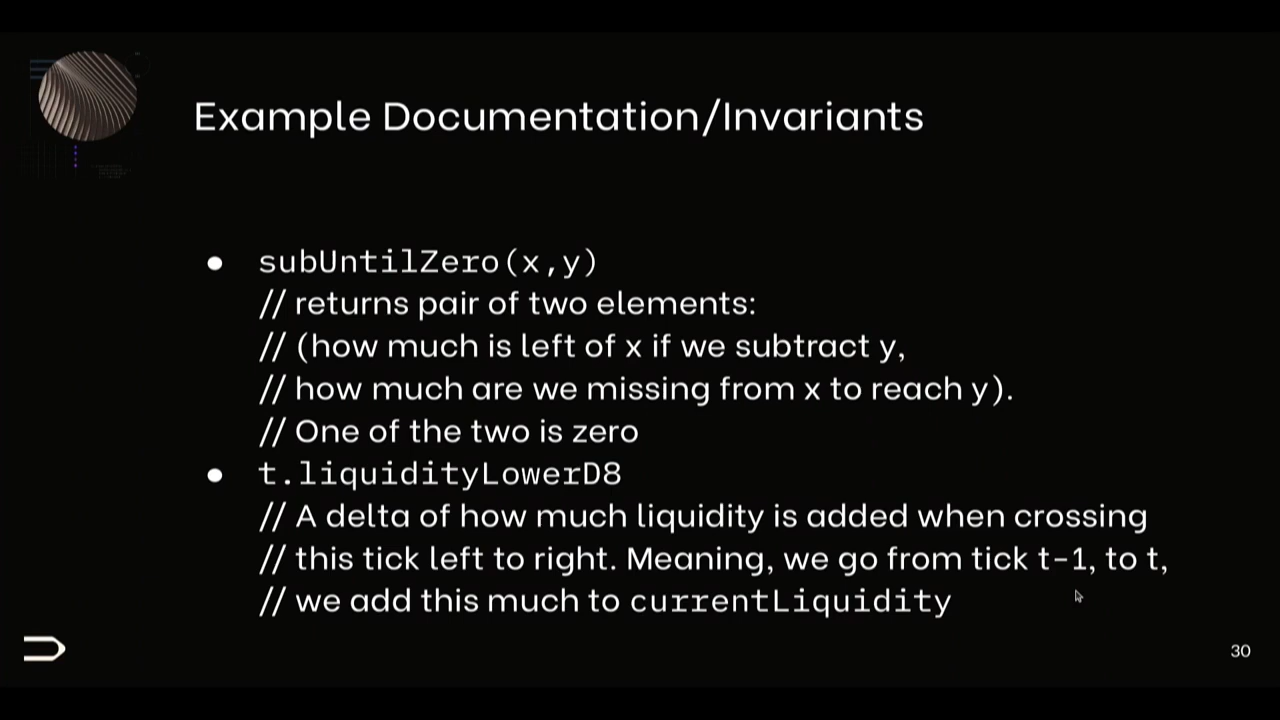 Example Documentation/Invariants
● subUntilZero(x,y)
// returns pair of two elements:
// (how much is left of x if we subtract y,
// how much are we missing from x to reach y).
// One of the two is zero
● t.liquidityLowerD8
// A delta of how much liquidity is added when crossing
// this tick left to right. Meaning, we go from tick t-1, to t,
// we add this much to currentLiquidity
30